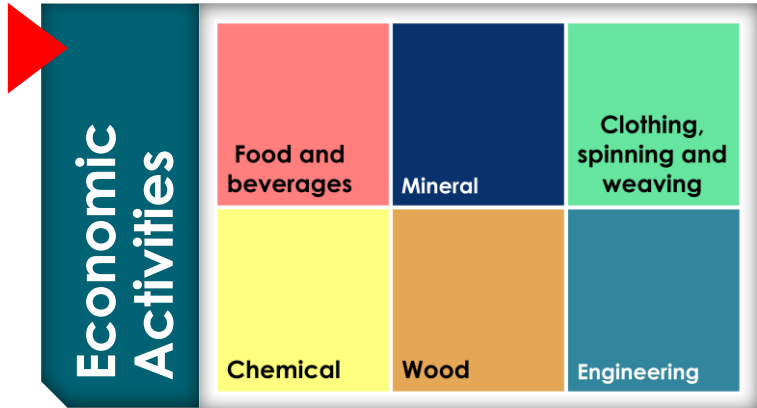 Economic
Activities
Food and
beverages
Mineral
Clothing,
spinning and
weaving
Chemical
Wood
Engineering